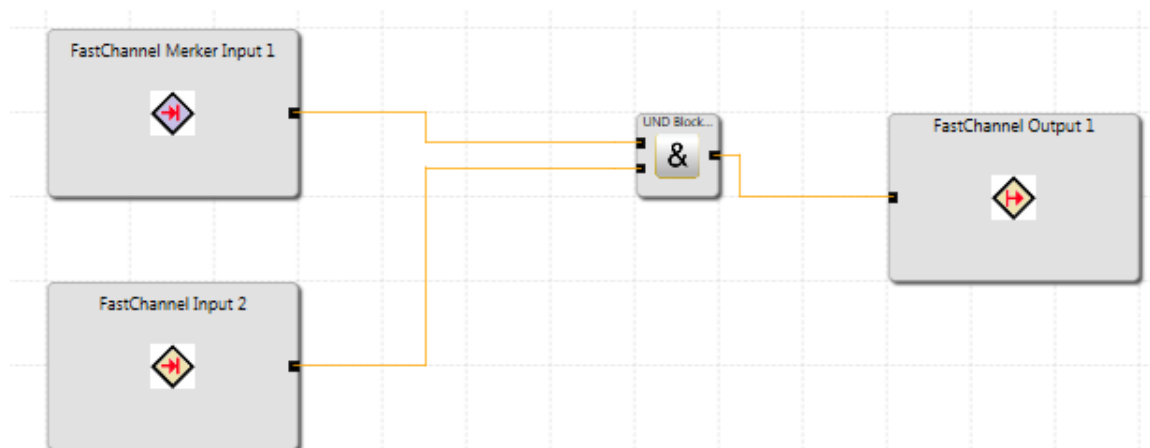 FastChannel Merker Input 1
UND Block...
&
FastChannel Output 1
FastChannel Input 2